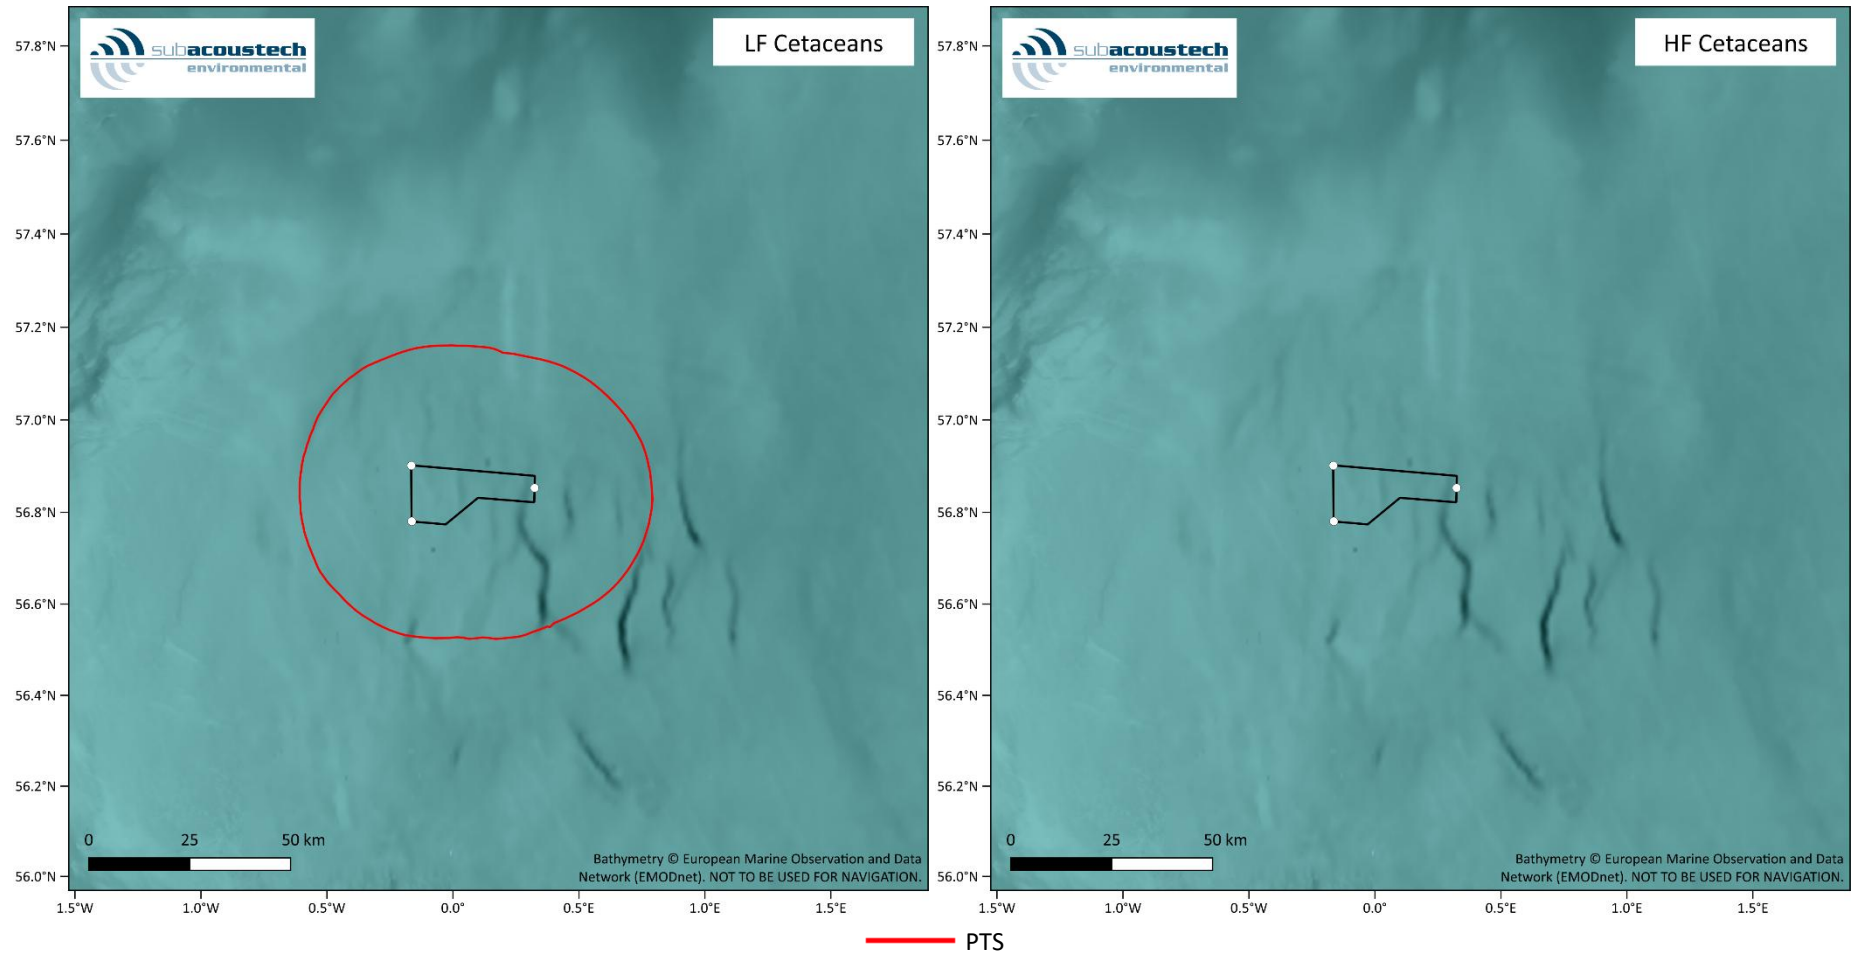 subacoustech
environmental
LF Cetaceans
57.8°N
57.6°N
57.4°N
57.2°N
57.0°N
56.8°N
56.6°N
56.4°N
56.2°N
56.0°N
0 25 50 km
Bathymetry © European Marine Observation and Data
Network (EMODnet). NOT TO BE USED FOR NAVIGATION.
1.5°W 1.0°W 0.5°W 0.0° 0.5°E 1.0°E 1.5°E
subacoustech
environmental
HF Cetaceans
57.8°N
57.6°N
57.4°N
57.2°N
57.0°N
56.8°N
56.6°N
56.4°N
56.2°N
56.0°N
0 25 50 km
Bathymetry © European Marine Observation and Data
Network (EMODnet). NOT TO BE USED FOR NAVIGATION.
1.5°W 1.0°W 0.5°W 0.0° 0.5°E 1.0°E 1.5°E
PTS